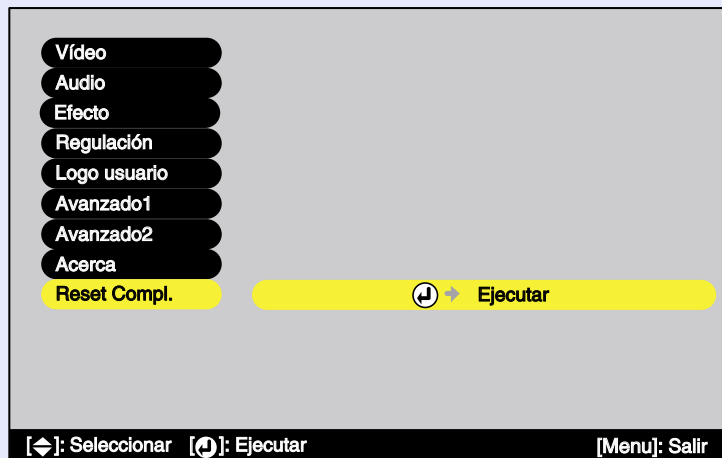 Vídeo
Audio
Efecto
Regulación
Logo usuario
Avanzado1
Avanzado2
Acerca
Reset Compl. Ejecutar
[ ]: Seleccionar [ ]: Ejecutar [Menu]: Salir